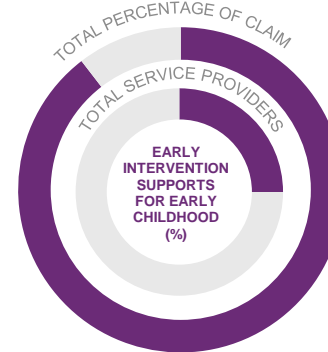 TOTAL PERCENTAGE OF CLAIM
TOTAL SERVICE PROVIDERS
EARLY
INTERVENTION
SUPPORTS
FOR EARLY
CHILDHOOD
(%)